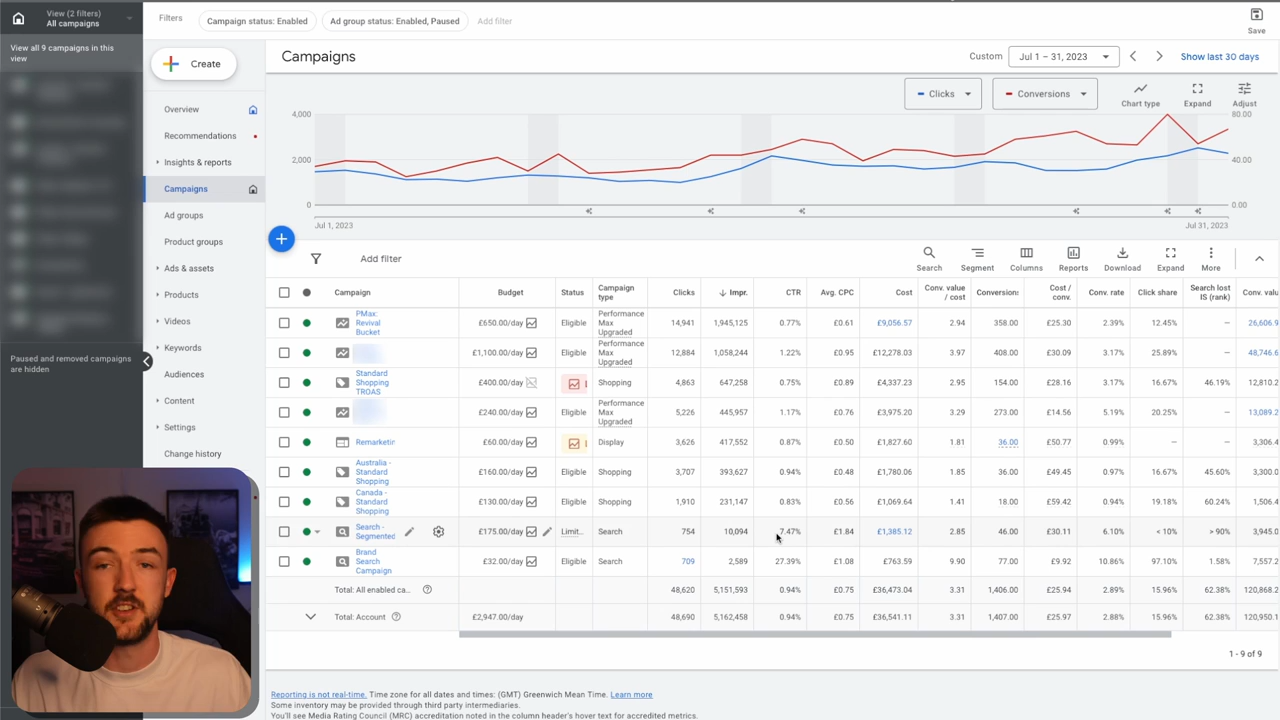 View (2 filters)
All campaigns
View all 9 campaigns in this
view
Paused and removed campaigns
are hidden
Filters
Campaign status: Enabled
Ad group status: Enabled, Paused
Add filter
Save
Create
Overview
Recommendations
Insights & reports
Campaigns
Ad groups
Product groups
Ads & assets
Products
Videos
Keywords
Audiences
Content
Settings
Change history
Campaigns
Custom
Jul 1 – 31, 2023
Show last 30 days
Clicks
Conversions
Chart type
Expand
Adjust
4,000 60.00
2,000 40.00
0 0.00
Jul 1, 2023 Jul 31, 2023
Add filter
Search Segment Columns Reports Download Expand More
Campaign Budget Status Campaign type Clicks Impr. CTR Avg. CPC Cost Conv. value / cost Conversions Cost / conv. Conv. rate Click share Search lost IS (rank) Conv. valu
PMax: Revival Bucket £650.00/day Eligible Performance Max Upgraded 14,941 1,945,125 0.77% £0.61 £9,056.57 2.94 358.00 £25.30 2.39% 12.45% — 26,606.9
£1,100.00/day Eligible Performance Max Upgraded 12,884 1,058,244 1.22% £0.95 £12,278.03 3.97 408.00 £30.09 3.17% 25.89% — 48,746.6
Standard Shopping TROAS £400.00/day Shopping 4,863 647,258 0.75% £0.89 £4,337.23 2.95 154.00 £28.16 3.17% 16.67% 46.19% 12,810.2
£240.00/day Eligible Performance Max Upgraded 5,226 445,957 1.17% £0.76 £3,975.20 3.29 273.00 £14.56 5.19% 20.25% — 13,089.2
Remarketin £60.00/day Display 3,626 417,552 0.87% £0.50 £1,827.60 1.81 36.00 £50.77 0.99% — — 3,306.4
Australia - Standard Shopping £160.00/day Eligible Shopping 3,707 393,627 0.94% £0.48 £1,780.06 1.85 36.00 £49.45 0.97% 16.67% 45.60% 3,300.0
Canada - Standard Shopping £130.00/day Eligible Shopping 1,910 231,147 0.83% £0.56 £1,069.64 1.41 18.00 £59.42 0.94% 19.18% 60.24% 1,506.4
Search - Segmented £175.00/day Limit... Search 754 10,094 7.47% £1.84 £1,385.12 2.85 46.00 £30.11 6.10% < 10% > 90% 3,945.0
Brand Search Campaign £32.00/day Eligible Search 709 2,589 27.39% £1.08 £763.59 9.90 77.00 £9.92 10.86% 97.10% 1.58% 7,557.2
Total: All enabled ca... 48,620 5,151,593 0.94% £0.75 £36,473.04 3.31 1,406.00 £25.94 2.89% 15.96% 62.38% 120,868.2
Total: Account £2,947.00/day 48,690 5,162,458 0.94% £0.75 £36,541.11 3.31 1,407.00 £25.97 2.88% 15.96% 62.38% 120,950.1
1 - 9 of 9
Reporting is not real-time. Time zone for all dates and times: (GMT) Greenwich Mean Time. Learn more
Some inventory may be provided through third party intermediaries.
You'll see Media Rating Council (MRC) accreditation noted in the column header's hover text for accredited metrics.